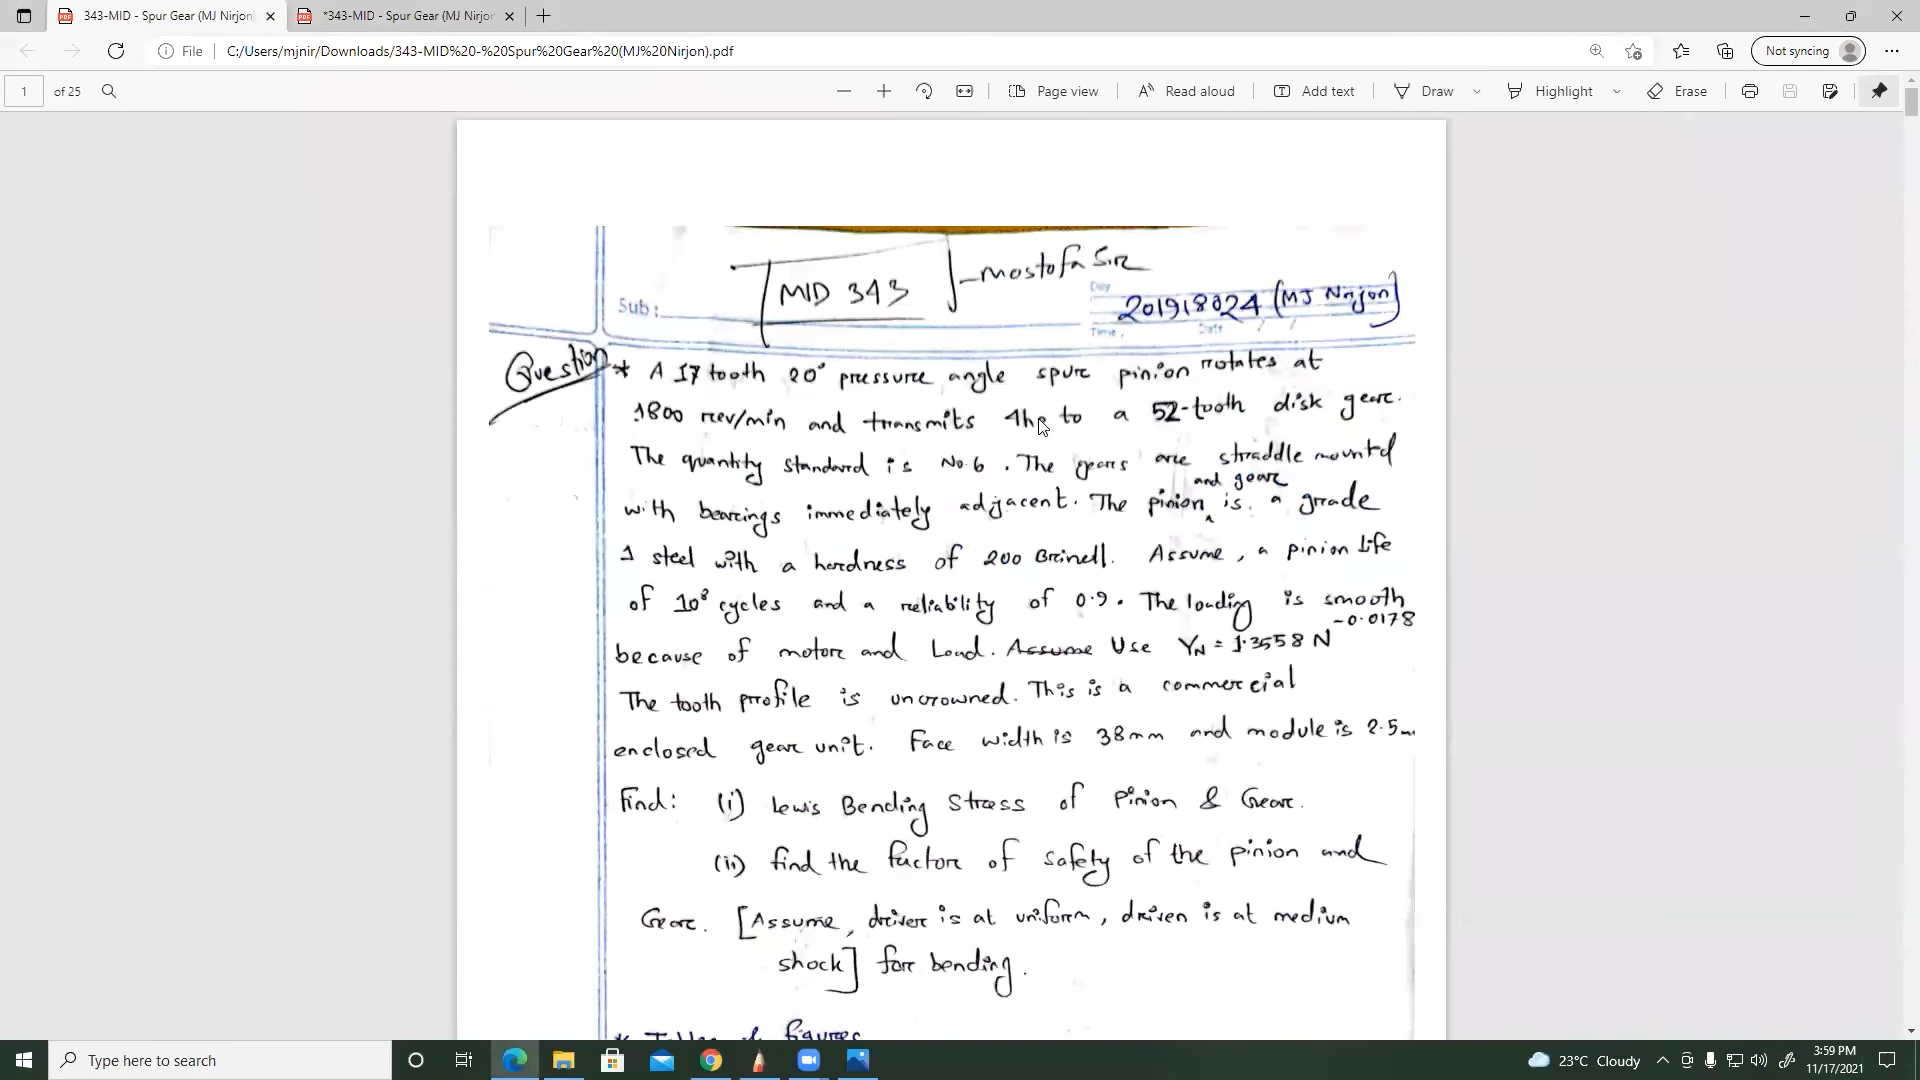 343-MID - Spur Gear (MJ Nirjon)
*343-MID - Spur Gear (MJ Nirjon
File
C:/Users/mjnir/Downloads/343-MID%20-%20Spur%20Gear%20(MJ%20Nirjon).pdf
Not syncing
1 of 25
Page view
Read aloud
Add text
Draw
Highlight
Erase
MID 343 - Mostofa Sir
Sub:
Day
201918024 (MJ Nirjon)
Time: Date / /
Question * A 17 tooth 20° pressure angle spur pinion rotates at
1800 rev/min and transmits 4hp to a 52-tooth disk gear.
The quantity standard is No.6. The gears are straddle mounted
with bearings immediately adjacent. The pinion and gear is a grade
1 steel with a hardness of 200 Brinell. Assume, a pinion life
of 10⁸ cycles and a reliability of 0.9. The loading is smooth
because of motor and Load. Assume Use YN = 1.3558 N -0.0178
The tooth profile is uncrowned. This is a commercial
enclosed gear unit. Face width is 38mm and module is 2.5m
Find: (i) Lewis Bending Stress of Pinion & Gear.
(ii) find the factor of safety of the pinion and
Gear. [Assume, driver is at uniform, driven is at medium
shock] for bending.
Type here to search
23°C Cloudy
3:59 PM
11/17/2021